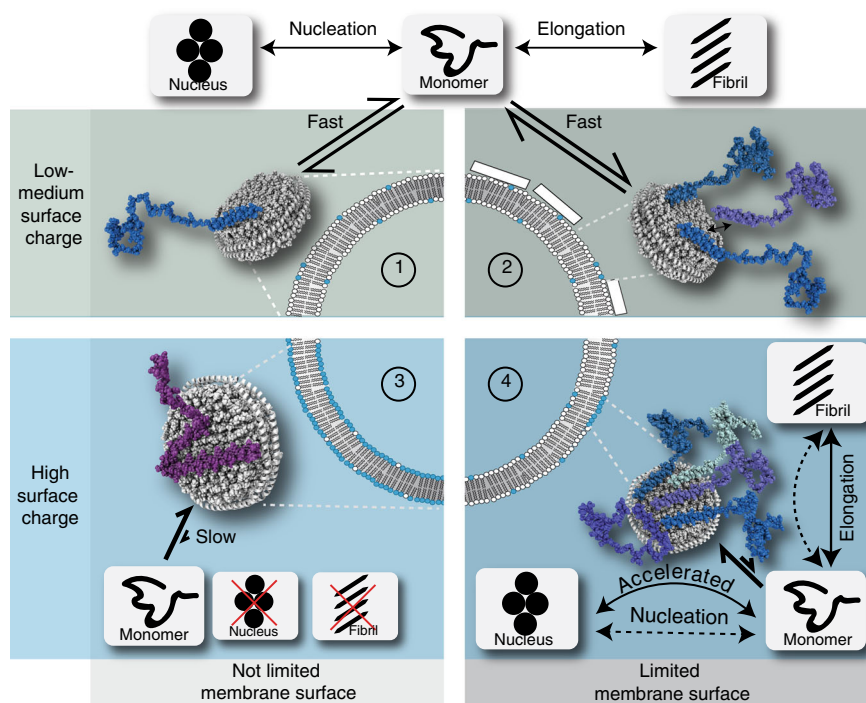 Nucleation
Elongation
Nucleus
Monomer
Fibril
Fast
Fast
Low-
medium
surface
charge
1
2
3
4
High
surface
charge
Slow
Monomer
Nucleus
Fibril
Fibril
Elongation
Accelerated
Nucleation
Nucleus
Monomer
Not limited
membrane surface
Limited
membrane surface